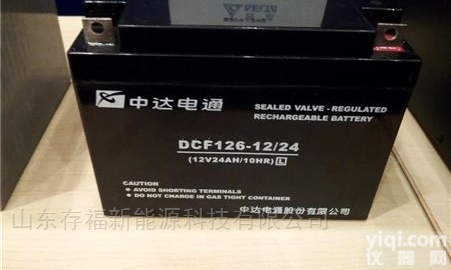 中达电通
SEALED VALVE - REGULATED
RECHARGEABLE BATTERY
DCF126-12/24
(12V24AH/10HR) L
CAUTION:
AVOID SHORTING TERMINALS
DO NOT CHARGE IN GAS TIGHT CONTAINER
中达电通股份有限公司
山东存福新能源科技有限公司
yiqi.com
仪器网